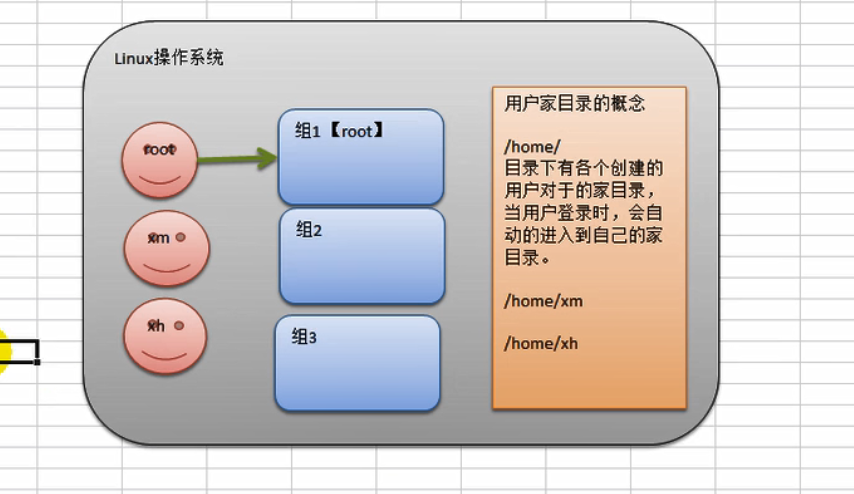 Linux操作系统
root
xm
xh
组1【root】
组2
组3
用户家目录的概念
/home/
目录下有各个创建的
用户对于的家目录，
当用户登录时，会自
动的进入到自己的家
目录。
/home/xm
/home/xh